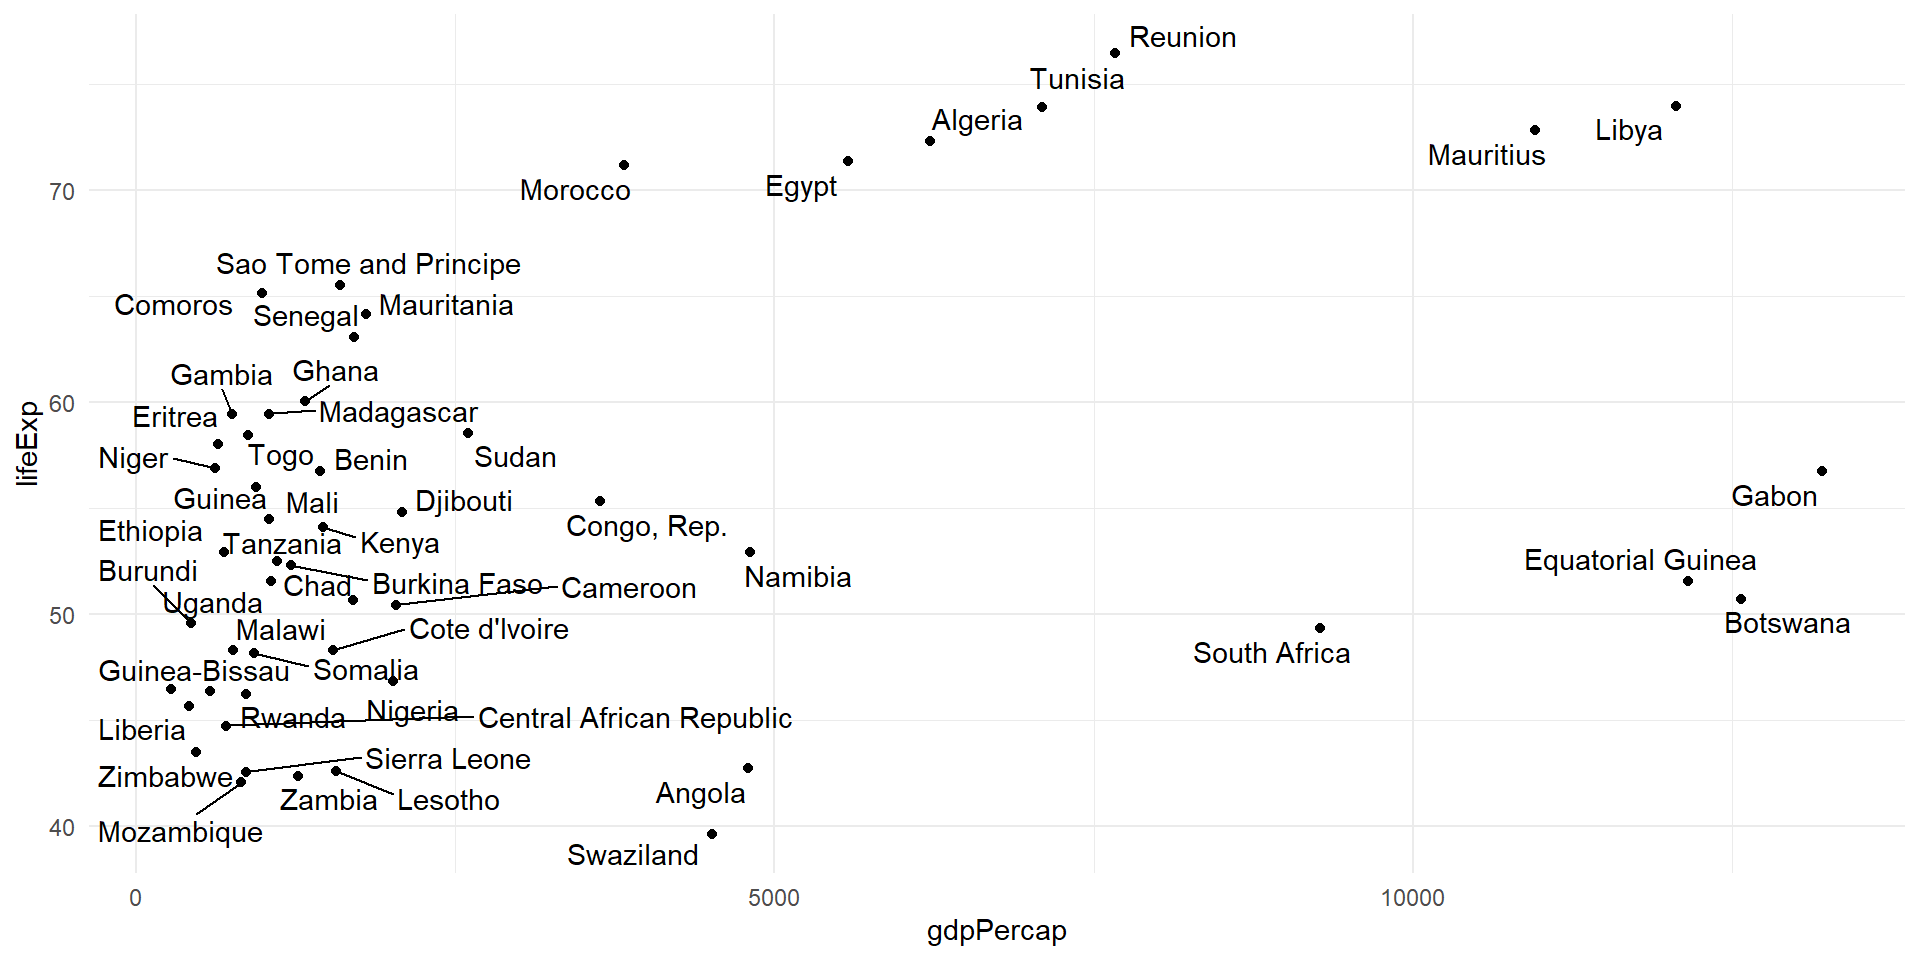 Reunion
Tunisia
Algeria
Libya
Mauritius
Egypt
Morocco
70
Sao Tome and Principe
Comoros
Mauritania
Senegal
Ghana
Gambia
60
Madagascar
Eritrea
Togo
Sudan
Niger
Benin
lifeExp
Gabon
Guinea
Mali
Djibouti
Congo, Rep.
Ethiopia
Tanzania
Kenya
Equatorial Guinea
Burundi
Chad
Burkina Faso
Cameroon
Namibia
Uganda
50
Malawi
Cote d'Ivoire
Botswana
South Africa
Guinea-Bissau
Somalia
Nigeria
Rwanda
Central African Republic
Liberia
Sierra Leone
Zimbabwe
Zambia
Lesotho
Angola
40
Mozambique
Swaziland
0
5000
10000
gdpPercap